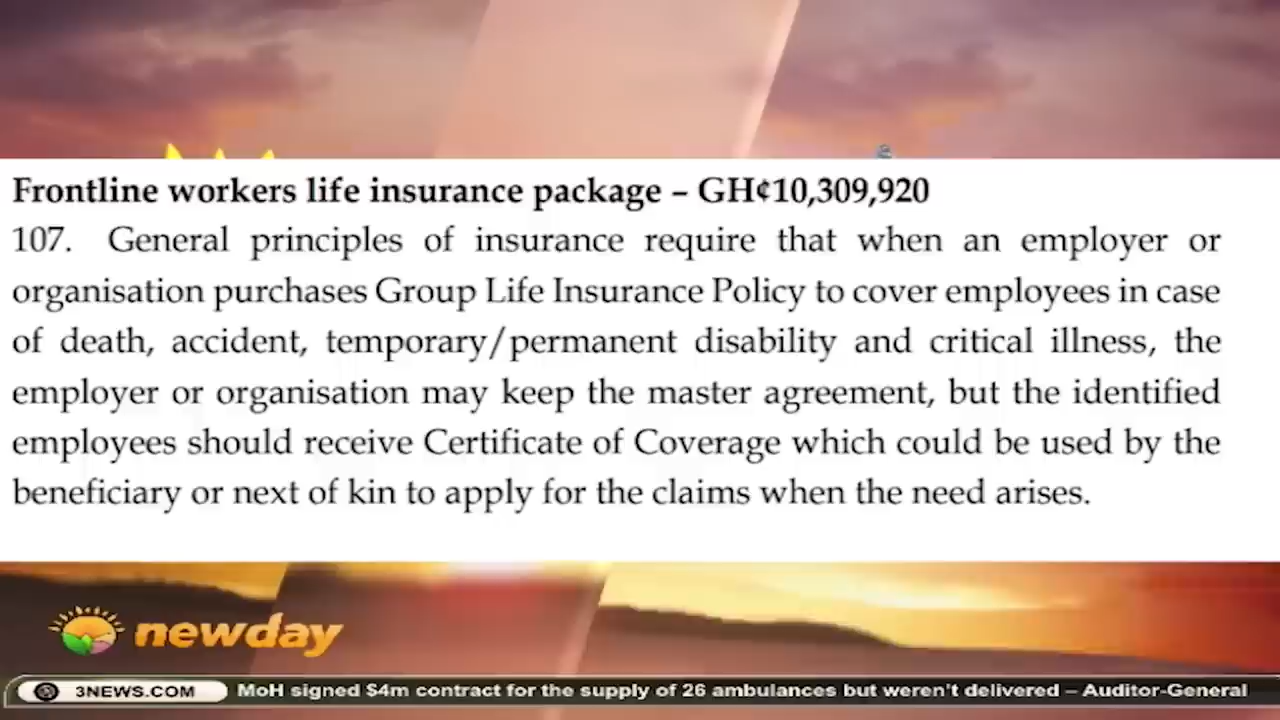 Frontline workers life insurance package – GH¢10,309,920
107. General principles of insurance require that when an employer or
organisation purchases Group Life Insurance Policy to cover employees in case
of death, accident, temporary/permanent disability and critical illness, the
employer or organisation may keep the master agreement, but the identified
employees should receive Certificate of Coverage which could be used by the
beneficiary or next of kin to apply for the claims when the need arises.
newday
3NEWS.COM MoH signed $4m contract for the supply of 26 ambulances but weren't delivered – Auditor-General